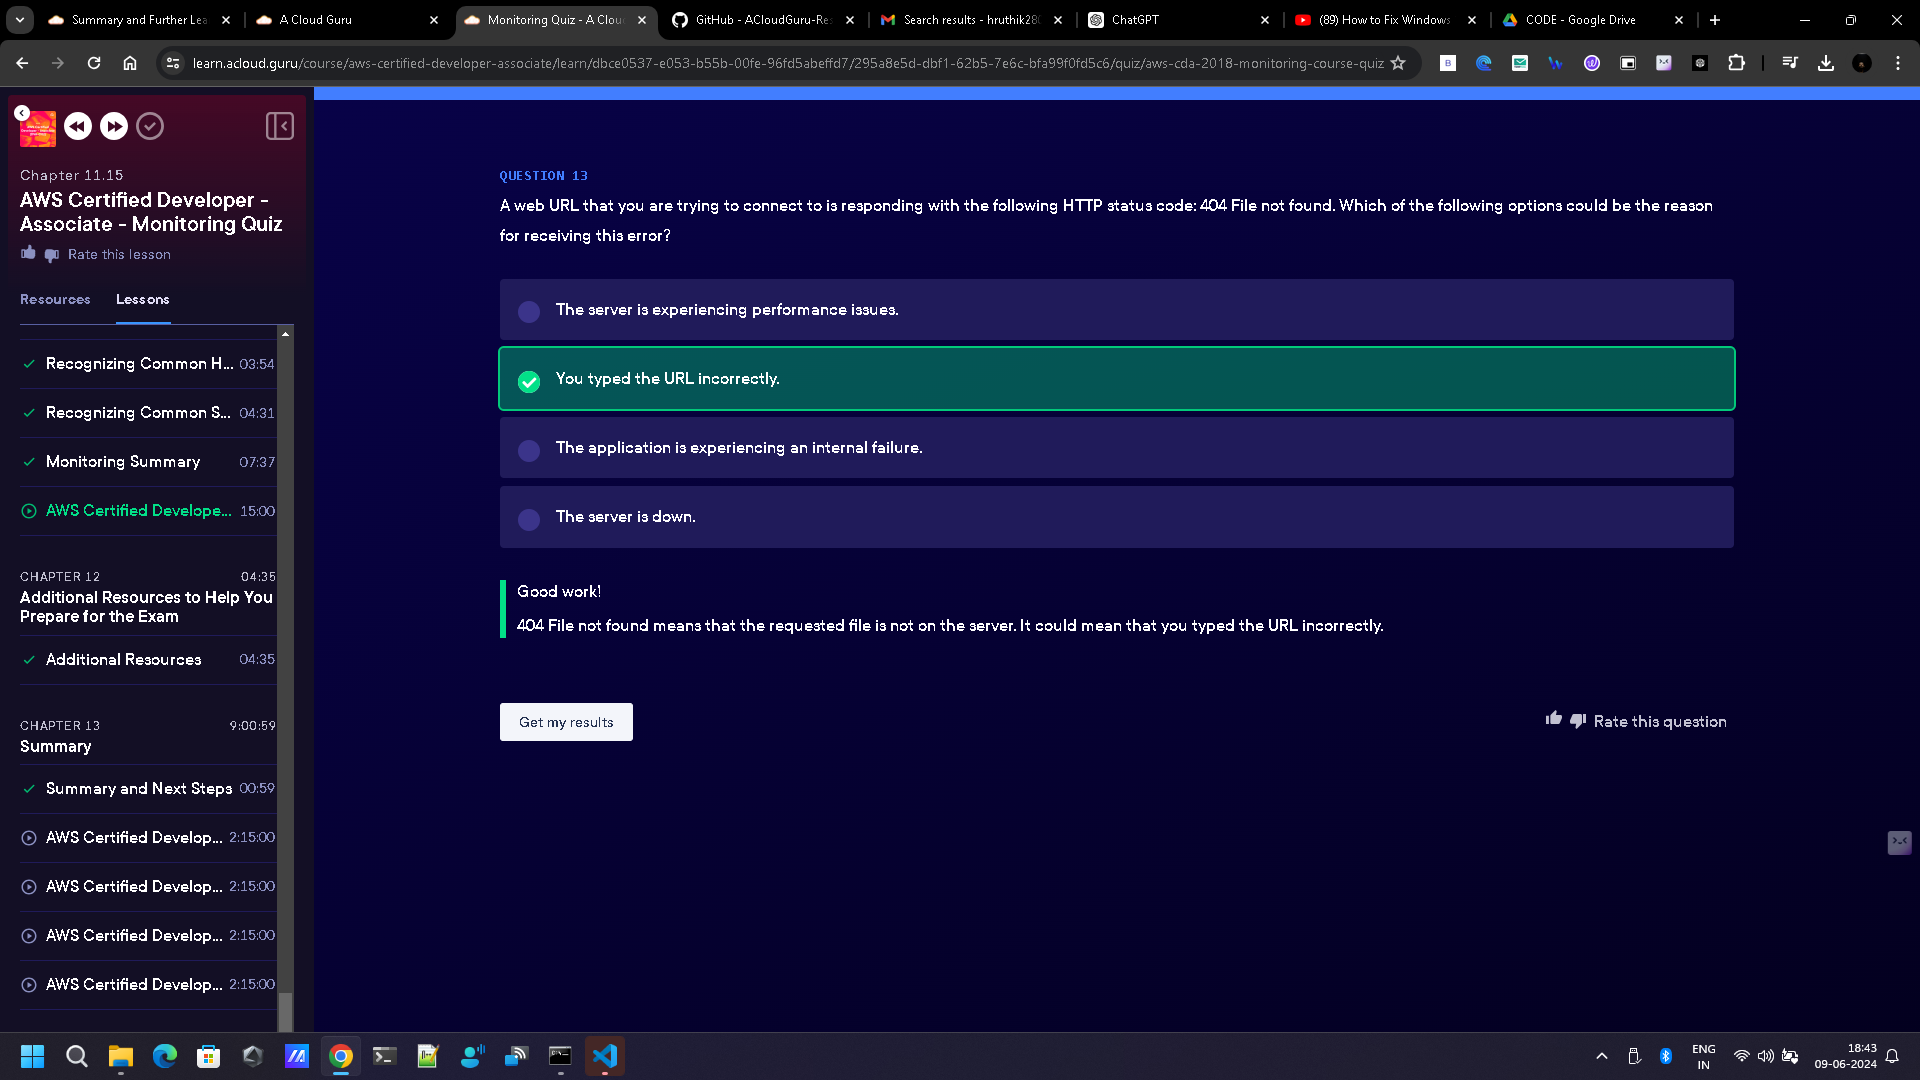 Summary and Further Lea
A Cloud Guru
Monitoring Quiz - A Clou
GitHub - ACloudGuru-Res
Search results - hruthik280
ChatGPT
(89) How to Fix Windows
CODE - Google Drive
learn.acloud.guru/course/aws-certified-developer-associate/learn/dbce0537-e053-b55b-00fe-96fd5abeffd7/295a8e5d-dbf1-62b5-7e6c-bfa99f0fd5c6/quiz/aws-cda-2018-monitoring-course-quiz
Chapter 11.15
AWS Certified Developer -
Associate - Monitoring Quiz
Rate this lesson
Resources Lessons
Recognizing Common H... 03:54
Recognizing Common S... 04:31
Monitoring Summary 07:37
AWS Certified Develope... 15:00
CHAPTER 12 04:35
Additional Resources to Help You
Prepare for the Exam
Additional Resources 04:35
CHAPTER 13 9:00:59
Summary
Summary and Next Steps 00:59
AWS Certified Develop... 2:15:00
AWS Certified Develop... 2:15:00
AWS Certified Develop... 2:15:00
AWS Certified Develop... 2:15:00
QUESTION 13
A web URL that you are trying to connect to is responding with the following HTTP status code: 404 File not found. Which of the following options could be the reason
for receiving this error?
The server is experiencing performance issues.
You typed the URL incorrectly.
The application is experiencing an internal failure.
The server is down.
Good work!
404 File not found means that the requested file is not on the server. It could mean that you typed the URL incorrectly.
Get my results
Rate this question
ENG
IN
18:43
09-06-2024